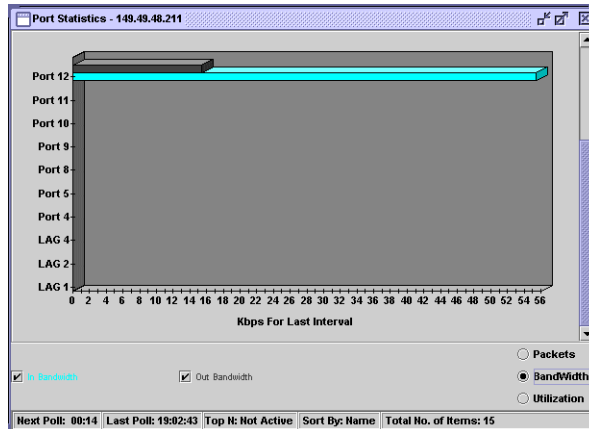 Port Statistics - 149.49.48.211
Port 12
Port 11
Port 10
Port 9
Port 8
Port 5
Port 4
LAG 4
LAG 2
LAG 1
0 2 4 6 8 10 12 14 16 18 20 22 24 26 28 30 32 34 36 38 40 42 44 46 48 50 52 54 56
Kbps For Last Interval
In Bandwidth
Out Bandwidth
Packets
BandWidth
Utilization
Next Poll: 00:14 Last Poll: 19:02:43 Top N: Not Active Sort By: Name Total No. of Items: 15